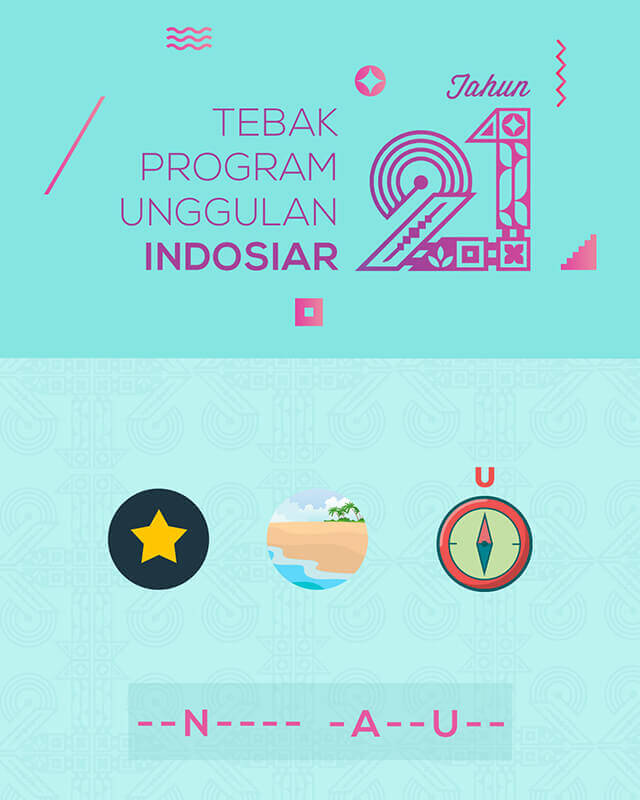 Tahun
TEBAK
PROGRAM
UNGGULAN
INDOSIAR
21
U
--N---- -A--U--